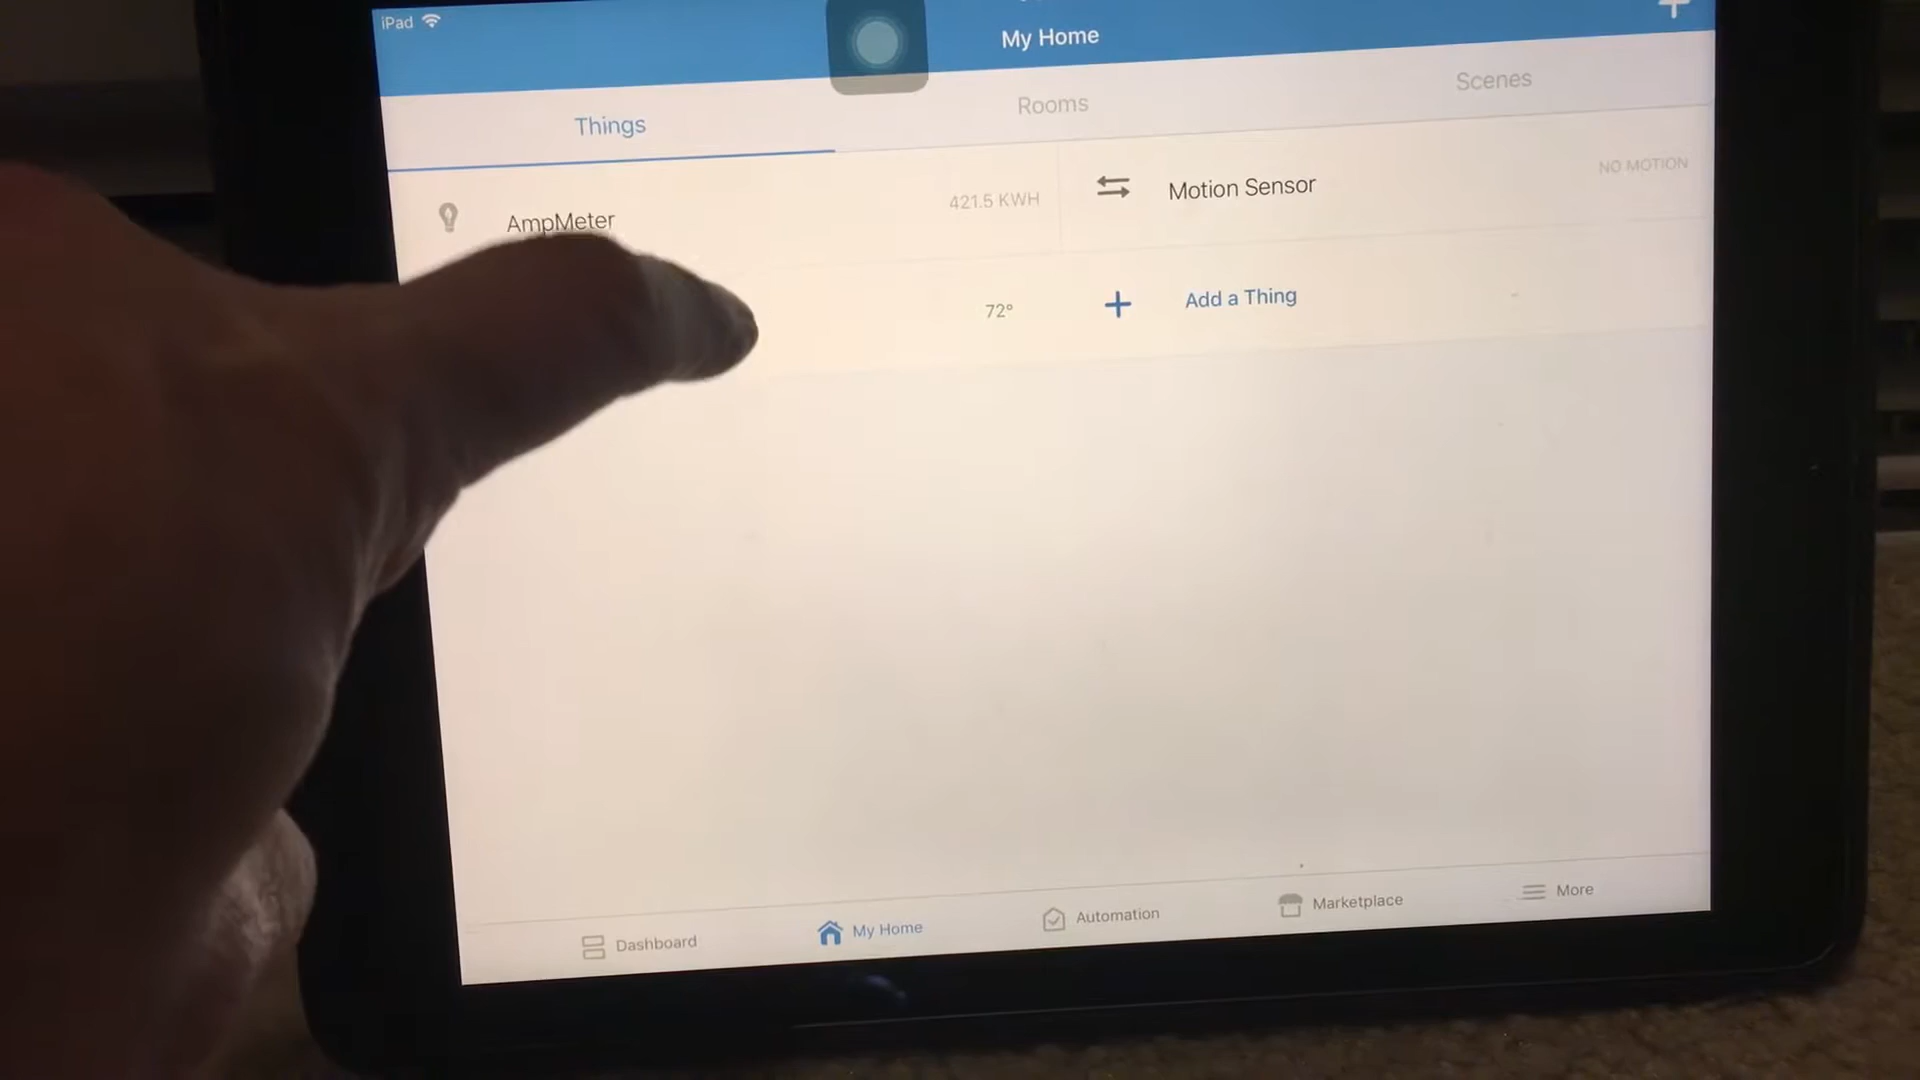 iPad
My Home
Things
Rooms
Scenes
AmpMeter
421.5 KWH
Motion Sensor
NO MOTION
72°
Add a Thing
Dashboard
My Home
Automation
Marketplace
More